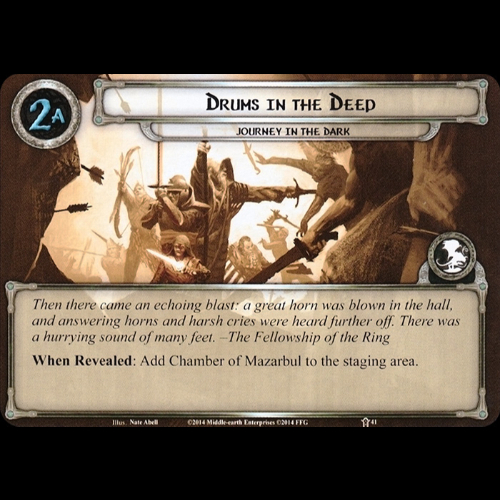 2A
DRUMS IN THE DEEP
JOURNEY IN THE DARK
Then there came an echoing blast: a great horn was blown in the hall,
and answering horns and harsh cries were heard further off. There was
a hurrying sound of many feet. –The Fellowship of the Ring
When Revealed: Add Chamber of Mazarbul to the staging area.
Illus. Nate Abell ©2014 Middle-earth Enterprises ©2014 FFG 41